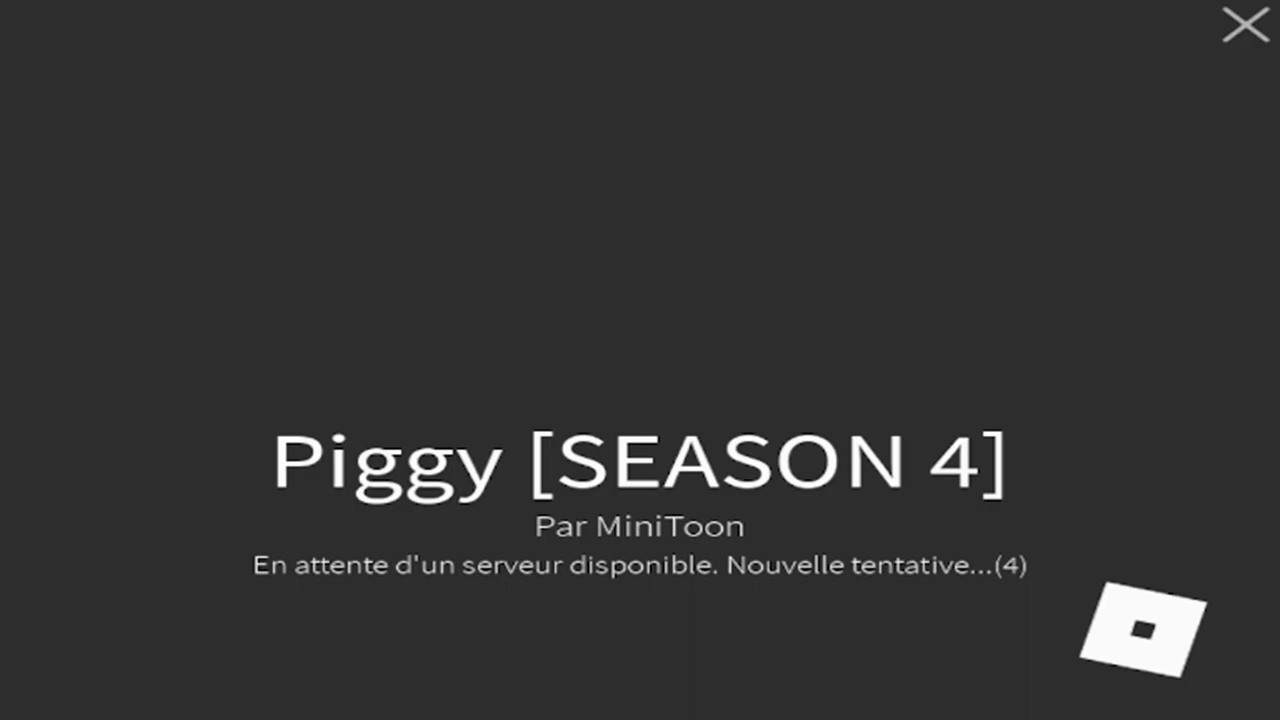 Piggy [SEASON 4]
Par MiniToon
En attente d'un serveur disponible. Nouvelle tentative...(4)